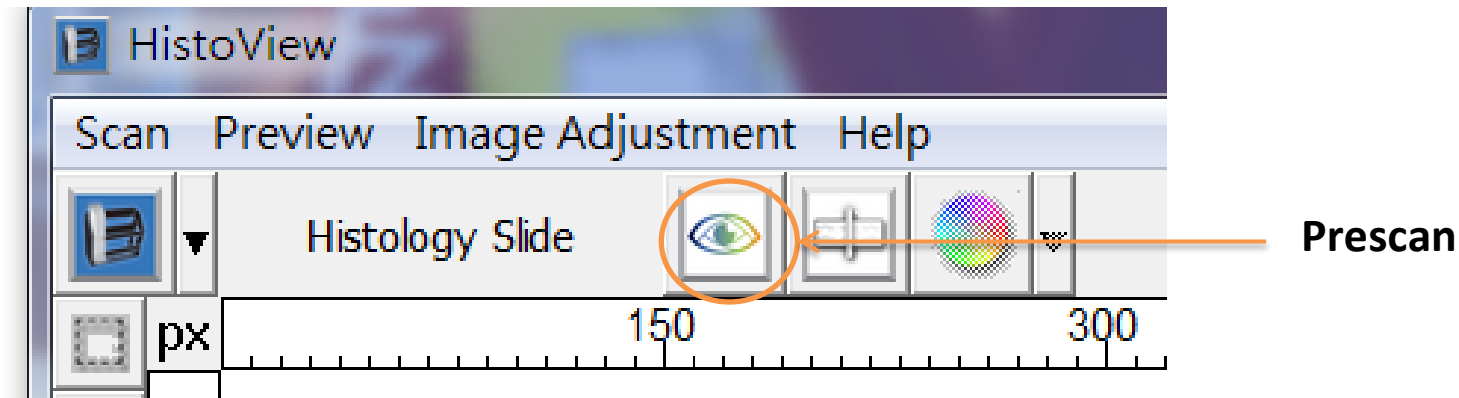 HistoView
Scan Preview Image Adjustment Help
Histology Slide
Prescan
px 150 300